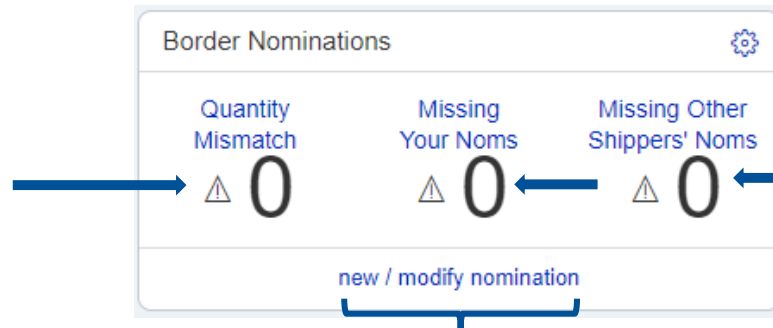 Border Nominations
Quantity Mismatch
Missing Your Noms
Missing Other Shippers' Noms
0
0
0
new / modify nomination